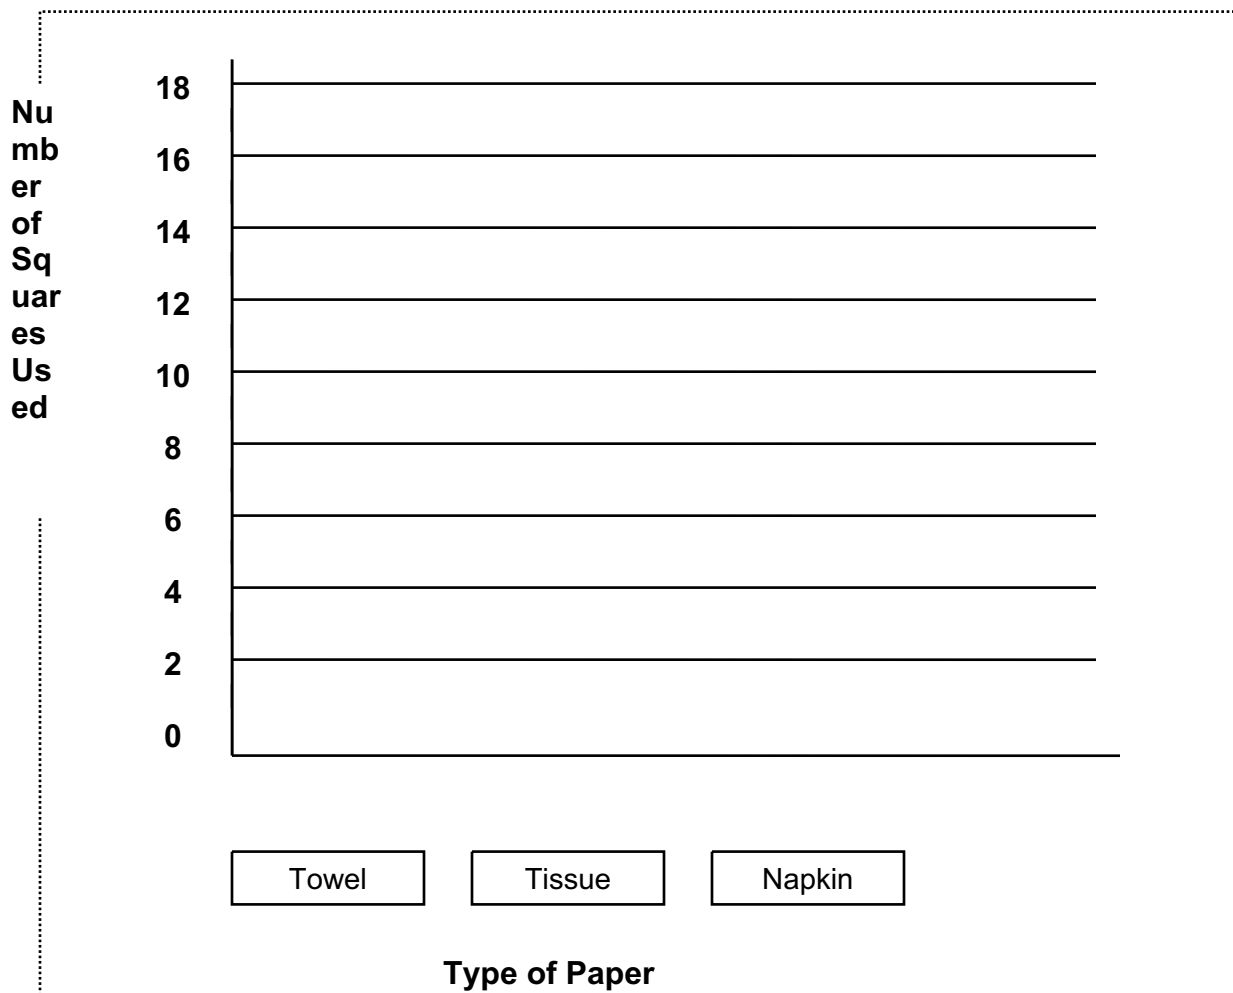 Nu
mb
er
of
Sq
uar
es
Us
ed
18
16
14
12
10
8
6
4
2
0
Towel Tissue Napkin
Type of Paper